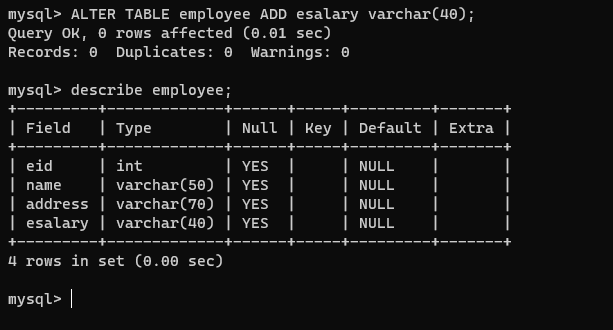 mysql> ALTER TABLE employee ADD esalary varchar(40);
Query OK, 0 rows affected (0.01 sec)
Records: 0  Duplicates: 0  Warnings: 0

mysql> describe employee;
+---------+-------------+------+-----+---------+-------+
| Field   | Type        | Null | Key | Default | Extra |
+---------+-------------+------+-----+---------+-------+
| eid     | int         | YES  |     | NULL    |       |
| name    | varchar(50) | YES  |     | NULL    |       |
| address | varchar(70) | YES  |     | NULL    |       |
| esalary | varchar(40) | YES  |     | NULL    |       |
+---------+-------------+------+-----+---------+-------+
4 rows in set (0.00 sec)

mysql>